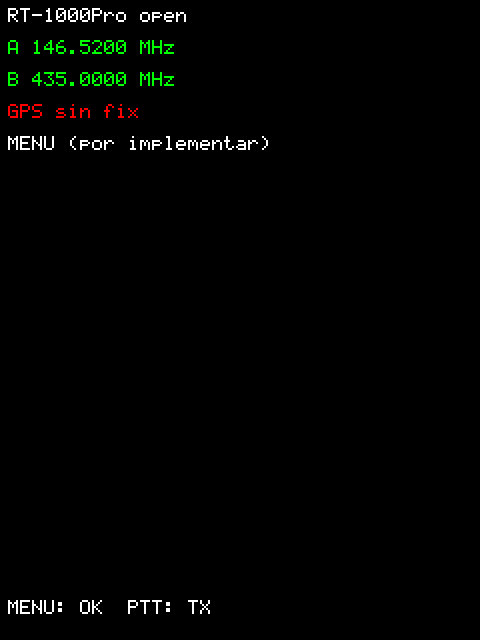 RT-1000Pro open
A 146.5200 MHz
B 435.0000 MHz
GPS sin fix
MENU (por implementar)
MENU: OK  PTT: TX